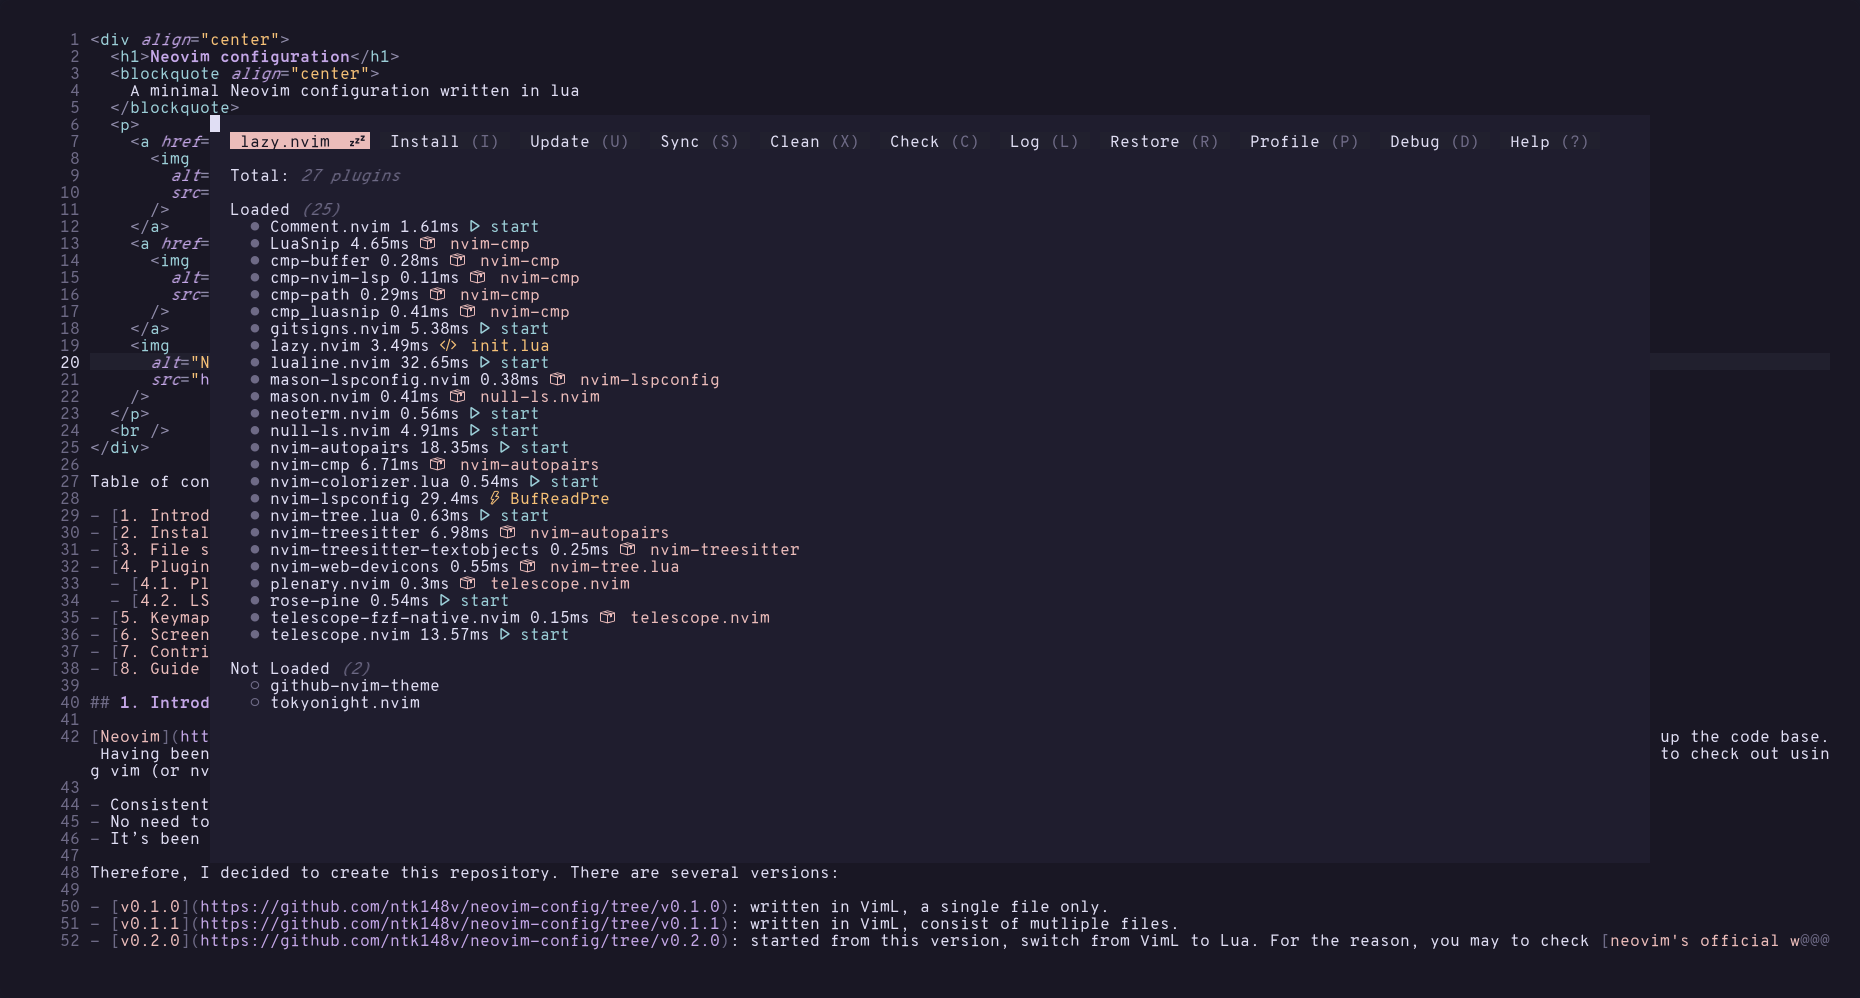 1 <div align="center">
2 <h1>Neovim configuration</h1>
3 <blockquote align="center">
4 A minimal Neovim configuration written in lua
5 </blockquote>
6 <p>
7 <a href=
lazy.nvim zzz Install (I) Update (U) Sync (S) Clean (X) Check (C) Log (L) Restore (R) Profile (P) Debug (D) Help (?)
8 <img
9 alt=
Total: 27 plugins
10 src=
11 />
Loaded (25)
12 </a>
● Comment.nvim 1.61ms ▷ start
13 <a href=
● LuaSnip 4.65ms nvim-cmp
14 <img
● cmp-buffer 0.28ms nvim-cmp
15 alt=
● cmp-nvim-lsp 0.11ms nvim-cmp
16 src=
● cmp-path 0.29ms nvim-cmp
17 />
● cmp_luasnip 0.41ms nvim-cmp
18 </a>
● gitsigns.nvim 5.38ms ▷ start
19 <img
● lazy.nvim 3.49ms </> init.lua
20 alt="N
● lualine.nvim 32.65ms ▷ start
21 src="h
● mason-lspconfig.nvim 0.38ms nvim-lspconfig
22 />
● mason.nvim 0.41ms null-ls.nvim
23 </p>
● neoterm.nvim 0.56ms ▷ start
24 <br />
● null-ls.nvim 4.91ms ▷ start
25 </div>
● nvim-autopairs 18.35ms ▷ start
26
● nvim-cmp 6.71ms nvim-autopairs
27 Table of con
● nvim-colorizer.lua 0.54ms ▷ start
28
● nvim-lspconfig 29.4ms BufReadPre
29 - [1. Introd
● nvim-tree.lua 0.63ms ▷ start
30 - [2. Instal
● nvim-treesitter 6.98ms nvim-autopairs
31 - [3. File s
● nvim-treesitter-textobjects 0.25ms nvim-treesitter
32 - [4. Plugin
● nvim-web-devicons 0.55ms nvim-tree.lua
33 - [4.1. Pl
● plenary.nvim 0.3ms telescope.nvim
34 - [4.2. LS
● rose-pine 0.54ms ▷ start
35 - [5. Keymap
● telescope-fzf-native.nvim 0.15ms telescope.nvim
36 - [6. Screen
● telescope.nvim 13.57ms ▷ start
37 - [7. Contri
38 - [8. Guide
Not Loaded (2)
39
○ github-nvim-theme
40 ## 1. Introd
○ tokyonight.nvim
41
42 [Neovim](htt
up the code base.
Having been
to check out usin
g vim (or nv
43
44 - Consistent
45 - No need to
46 - It's been
47
48 Therefore, I decided to create this repository. There are several versions:
49
50 - [v0.1.0](https://github.com/ntk148v/neovim-config/tree/v0.1.0): written in VimL, a single file only.
51 - [v0.1.1](https://github.com/ntk148v/neovim-config/tree/v0.1.1): written in VimL, consist of mutliple files.
52 - [v0.2.0](https://github.com/ntk148v/neovim-config/tree/v0.2.0): started from this version, switch from VimL to Lua. For the reason, you may to check [neovim's official w@@@